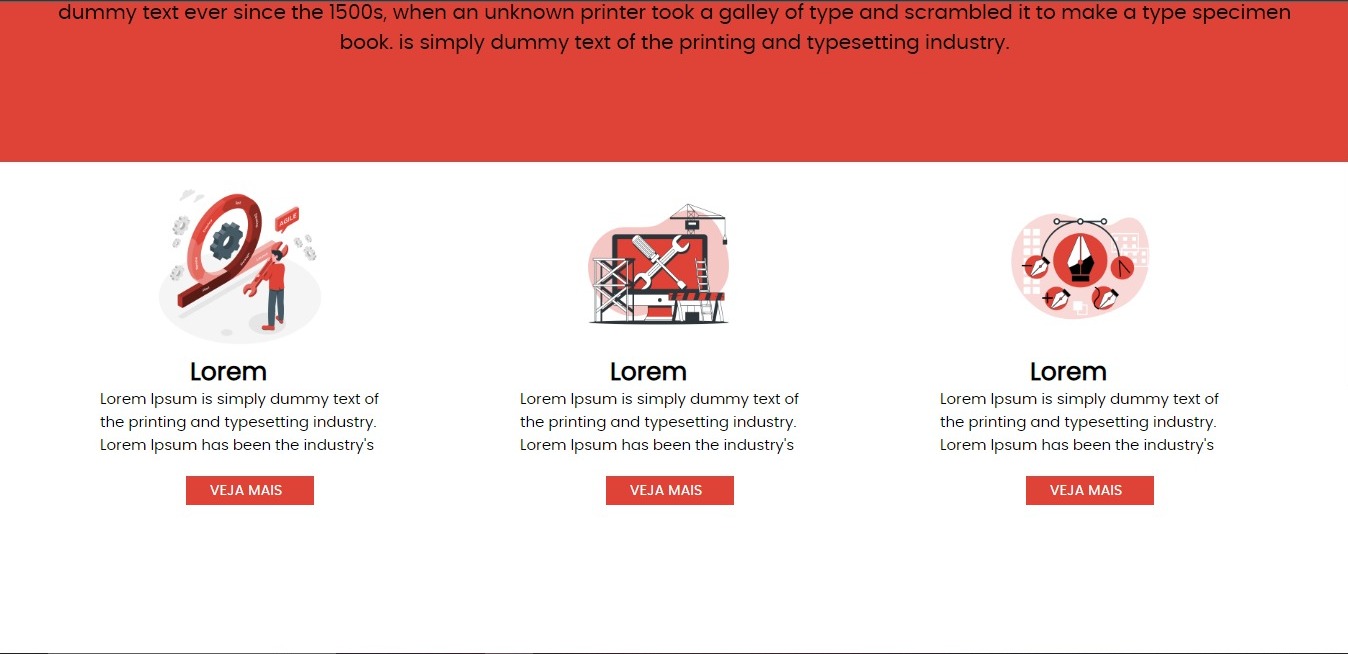 dummy text ever since the 1500s, when an unknown printer took a galley of type and scrambled it to make a type specimen
book. is simply dummy text of the printing and typesetting industry.
AGILE
Lorem
Lorem Ipsum is simply dummy text of
the printing and typesetting industry.
Lorem Ipsum has been the industry's
VEJA MAIS
Lorem
Lorem Ipsum is simply dummy text of
the printing and typesetting industry.
Lorem Ipsum has been the industry's
VEJA MAIS
Lorem
Lorem Ipsum is simply dummy text of
the printing and typesetting industry.
Lorem Ipsum has been the industry's
VEJA MAIS